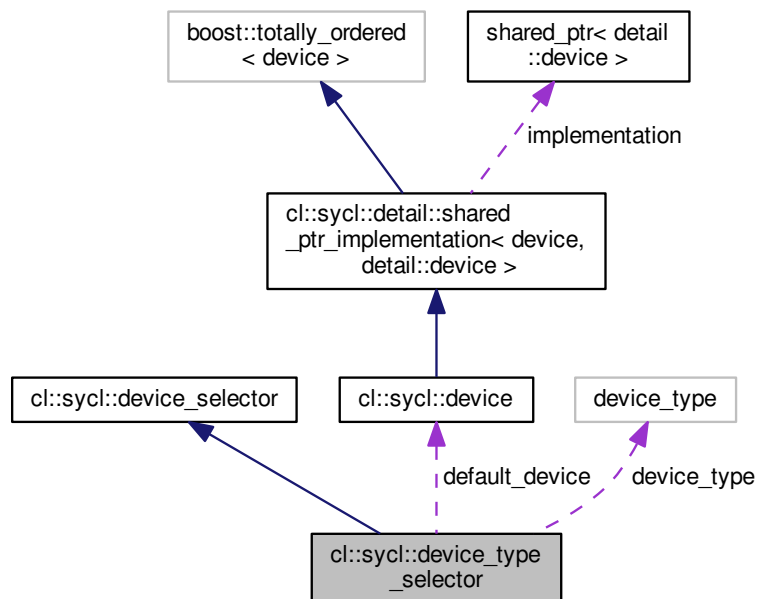 boost::totally_ordered
< device >
shared_ptr< detail
::device >
implementation
cl::sycl::detail::shared
_ptr_implementation< device,
detail::device >
cl::sycl::device_selector
cl::sycl::device
device_type
default_device
device_type
cl::sycl::device_type
_selector